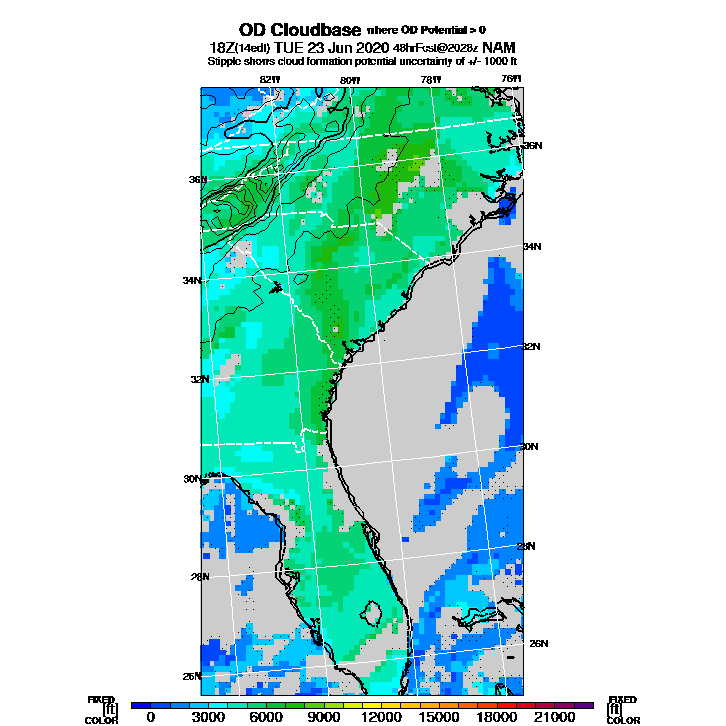 OD Cloudbase where OD Potential > 0
18Z(14edt) TUE 23 Jun 2020 48hrFcst@2028z NAM
Stipple shows cloud formation potential uncertainty of +/- 1000 ft
82W 80W 78W 76W
36N 36N
34N 34N
32N 32N
30N 30N
28N 28N
26N 26N
FIXED FIXED
[ft] [ft]
COLOR COLOR
0 3000 6000 9000 12000 15000 18000 21000